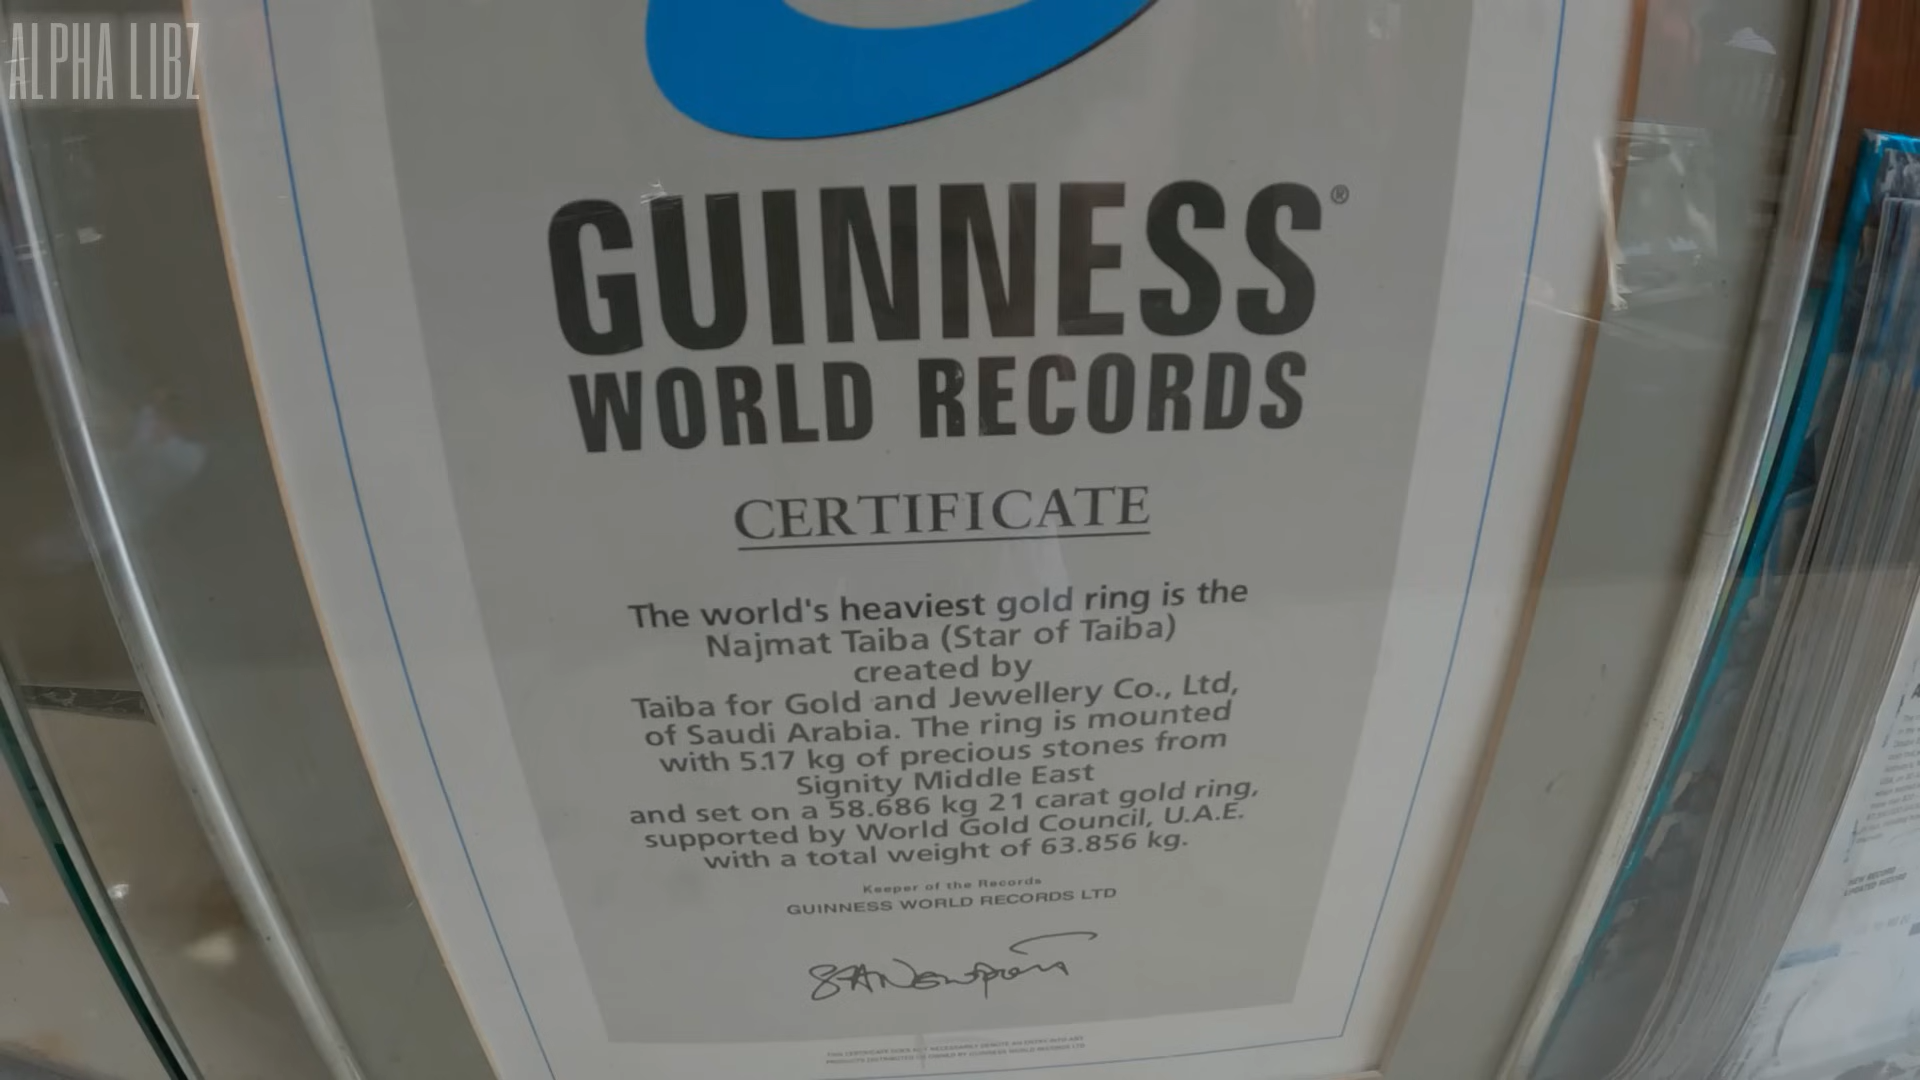 ALPHA LIBZ
GUINNESS®
WORLD RECORDS
CERTIFICATE
The world's heaviest gold ring is the
Najmat Taiba (Star of Taiba)
created by
Taiba for Gold and Jewellery Co., Ltd,
of Saudi Arabia. The ring is mounted
with 5.17 kg of precious stones from
Signity Middle East
and set on a 58.686 kg 21 carat gold ring,
supported by World Gold Council, U.A.E.
with a total weight of 63.856 kg.
Keeper of the Records
GUINNESS WORLD RECORDS LTD